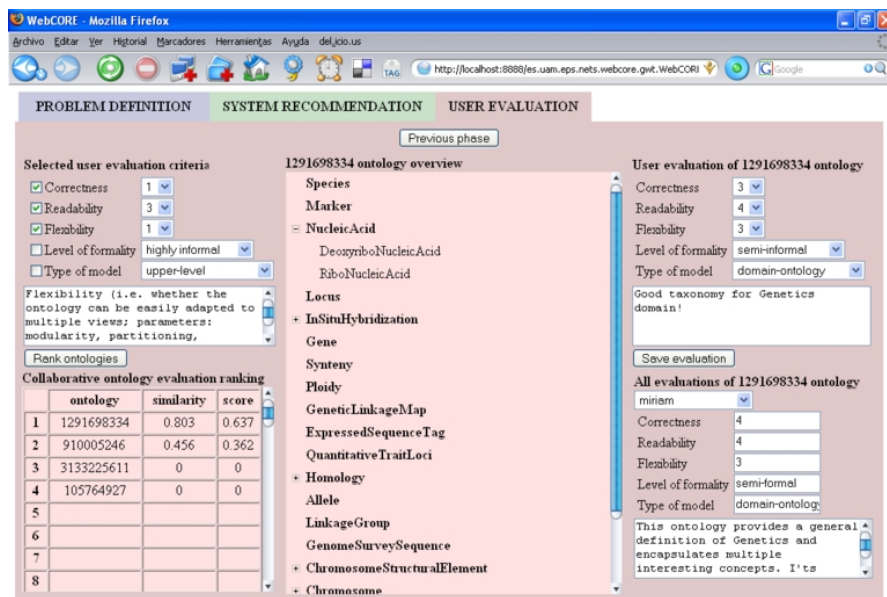 WebCORE - Mozilla Firefox
Archivo Editar Ver Historial Marcadores Herramientas Ayuda del.icio.us
TAG http://localhost:8888/es.uam.eps.nets.webcore.gwt.WebCORI Google
PROBLEM DEFINITION SYSTEM RECOMMENDATION USER EVALUATION
Previous phase
Selected user evaluation criteria
Correctness 1
Readability 3
Flexibility 1
Level of formality highly informal
Type of model upper-level
Flexibility (i.e. whether the
ontology can be easily adapted to
multiple views; parameters:
modularity, partitioning,
Rank ontologies
Collaborative ontology evaluation ranking
ontology similarity score
1 1291698334 0.803 0.637
2 910005246 0.456 0.362
3 3133225611 0 0
4 105764927 0 0
5
6
7
8
1291698334 ontology overview
Species
Marker
NucleicAcid
DeoxyriboNucleicAcid
RiboNucleicAcid
Locus
InSituHybridization
Gene
Synteny
Ploidy
GeneticLinkageMap
ExpressedSequenceTag
QuantitativeTraitLoci
Homology
Allele
LinkageGroup
GenomeSurveySequence
ChromosomeStructuralElement
Chromosome
User evaluation of 1291698334 ontology
Correctness 3
Readability 4
Flexibility 3
Level of formality semi-informal
Type of model domain-ontology
Good taxonomy for Genetics
domain!
Save evaluation
All evaluations of 1291698334 ontology
miriam
Correctness 4
Readability 4
Flexibility 3
Level of formality semi-formal
Type of model domain-ontology
This ontology provides a general
definition of Genetics and
encapsulates multiple
interesting concepts. I'ts